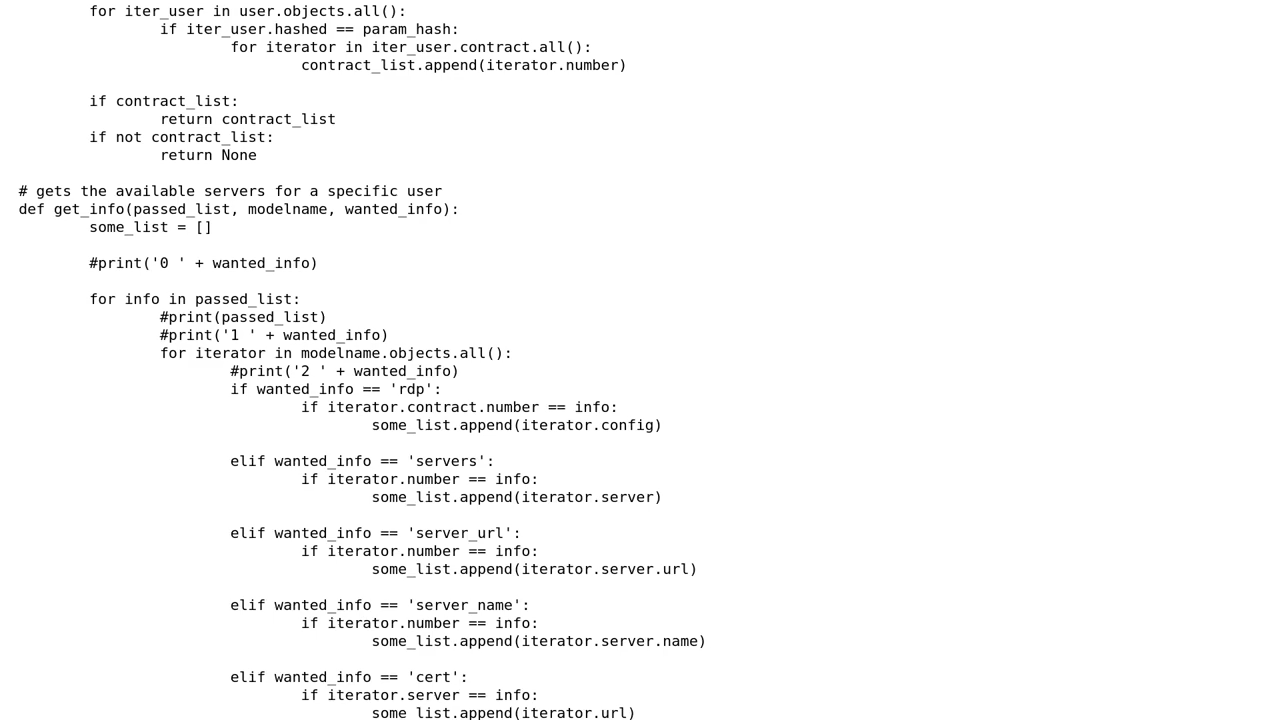 for iter_user in user.objects.all():
if iter_user.hashed == param_hash:
for iterator in iter_user.contract.all():
contract_list.append(iterator.number)
if contract_list:
return contract_list
if not contract_list:
return None
# gets the available servers for a specific user
def get_info(passed_list, modelname, wanted_info):
some_list = []
#print('0 ' + wanted_info)
for info in passed_list:
#print(passed_list)
#print('1 ' + wanted_info)
for iterator in modelname.objects.all():
#print('2 ' + wanted_info)
if wanted_info == 'rdp':
if iterator.contract.number == info:
some_list.append(iterator.config)
elif wanted_info == 'servers':
if iterator.number == info:
some_list.append(iterator.server)
elif wanted_info == 'server_url':
if iterator.number == info:
some_list.append(iterator.server.url)
elif wanted_info == 'server_name':
if iterator.number == info:
some_list.append(iterator.server.name)
elif wanted_info == 'cert':
if iterator.server == info:
some_list.append(iterator.url)